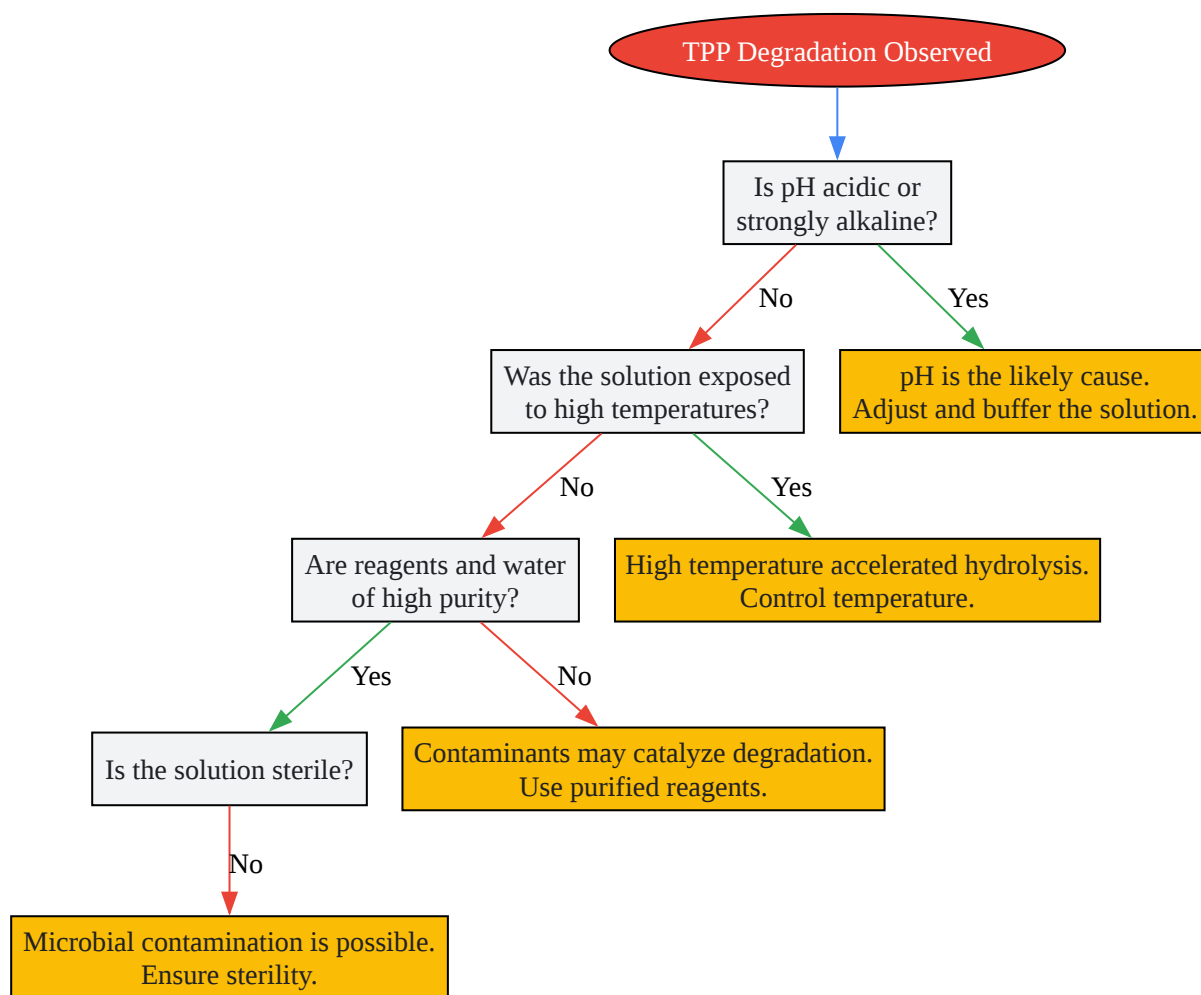 TPP Degradation Observed
Is pH acidic or
strongly alkaline?
No
Yes
Was the solution exposed
to high temperatures?
pH is the likely cause.
Adjust and buffer the solution.
No
Yes
Are reagents and water
of high purity?
High temperature accelerated hydrolysis.
Control temperature.
Yes
No
Is the solution sterile?
Contaminants may catalyze degradation.
Use purified reagents.
No
Microbial contamination is possible.
Ensure sterility.